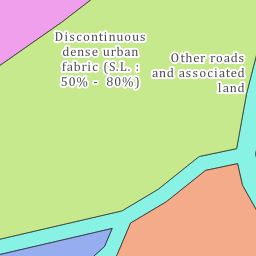 Discontinuous
dense urban
fabric (S.L. :
50% -  80%)
Other roads
and associated
land